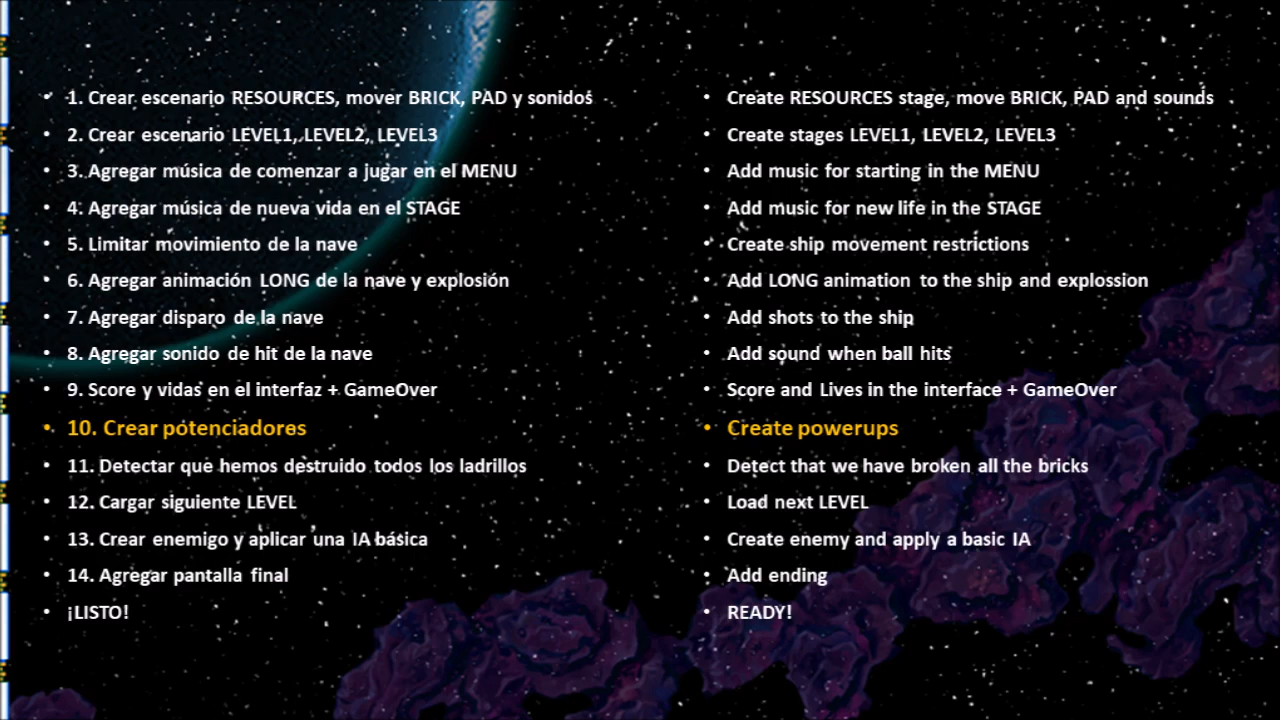 • 1. Crear escenario RESOURCES, mover BRICK, PAD y sonidos
• 2. Crear escenario LEVEL1, LEVEL2, LEVEL3
• 3. Agregar música de comenzar a jugar en el MENU
• 4. Agregar música de nueva vida en el STAGE
• 5. Limitar movimiento de la nave
• 6. Agregar animación LONG de la nave y explosión
• 7. Agregar disparo de la nave
• 8. Agregar sonido de hit de la nave
• 9. Score y vidas en el interfaz + GameOver
• 10. Crear potenciadores
• 11. Detectar que hemos destruido todos los ladrillos
• 12. Cargar siguiente LEVEL
• 13. Crear enemigo y aplicar una IA básica
• 14. Agregar pantalla final
• ¡LISTO!
• Create RESOURCES stage, move BRICK, PAD and sounds
• Create stages LEVEL1, LEVEL2, LEVEL3
• Add music for starting in the MENU
• Add music for new life in the STAGE
• Create ship movement restrictions
• Add LONG animation to the ship and explossion
• Add shots to the ship
• Add sound when ball hits
• Score and Lives in the interface + GameOver
• Create powerups
• Detect that we have broken all the bricks
• Load next LEVEL
• Create enemy and apply a basic IA
• Add ending
• READY!